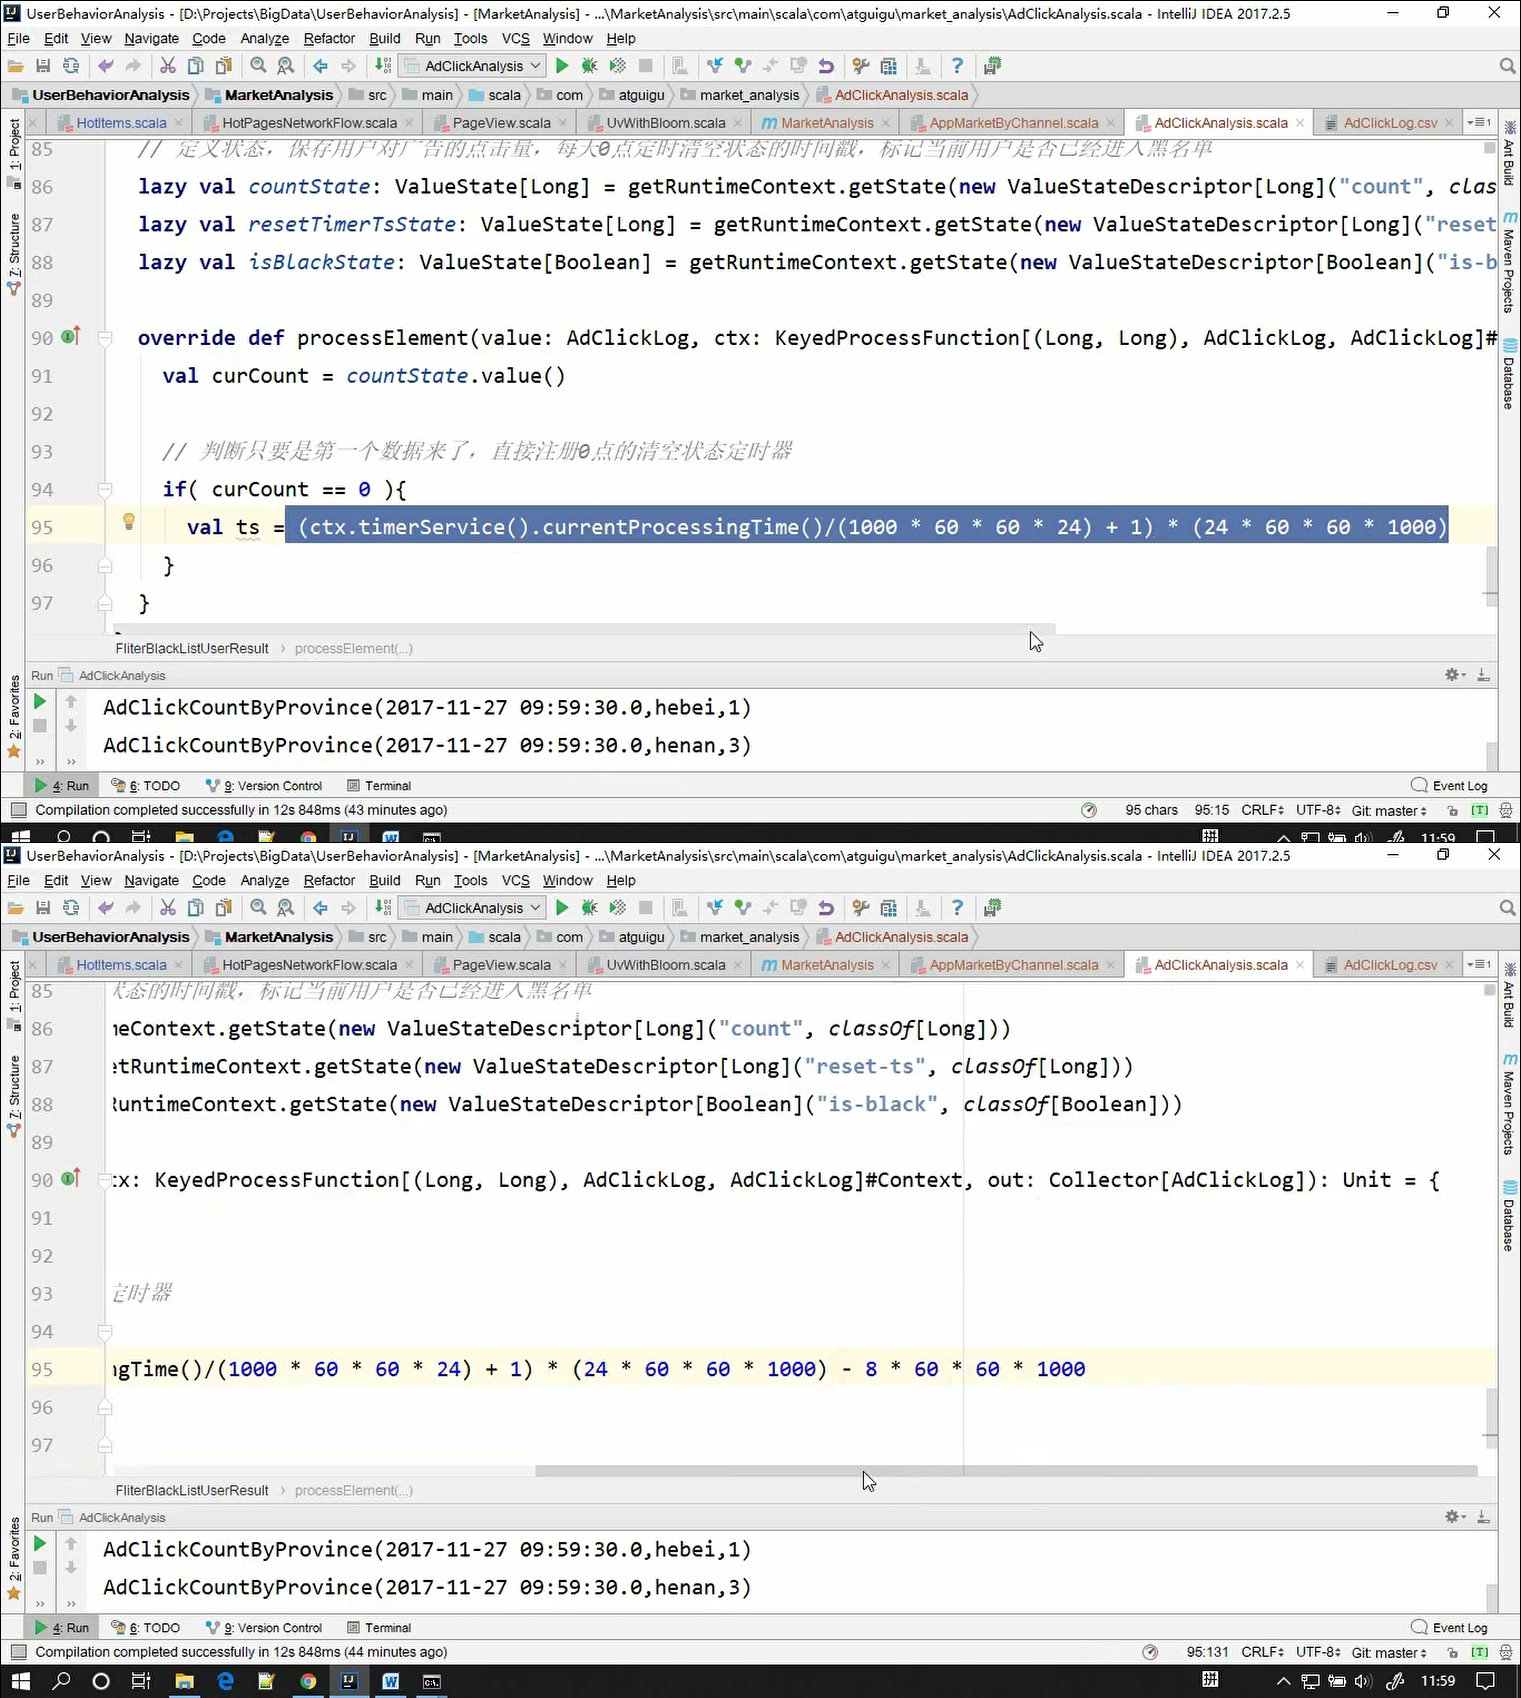 UserBehaviorAnalysis - [D:\Projects\BigData\UserBehaviorAnalysis] - [MarketAnalysis] - ...\MarketAnalysis\src\main\scala\com\atguigu\market_analysis\AdClickAnalysis.scala - IntelliJ IDEA 2017.2.5
File Edit View Navigate Code Analyze Refactor Build Run Tools VCS Window Help
AdClickAnalysis
UserBehaviorAnalysis MarketAnalysis src main scala com atguigu market_analysis AdClickAnalysis.scala
HotItems.scala HotPagesNetworkFlow.scala PageView.scala UvWithBloom.scala MarketAnalysis AppMarketByChannel.scala AdClickAnalysis.scala AdClickLog.csv
1: Project
7: Structure
2: Favorites
Ant Build
Maven Projects
Database
85 // 定义状态，保存用户对广告的点击量，每天0点定时清空状态的时间戳，标记当前用户是否已经进入黑名单
86 lazy val countState: ValueState[Long] = getRuntimeContext.getState(new ValueStateDescriptor[Long]("count", clas
87 lazy val resetTimerTsState: ValueState[Long] = getRuntimeContext.getState(new ValueStateDescriptor[Long]("reset
88 lazy val isBlackState: ValueState[Boolean] = getRuntimeContext.getState(new ValueStateDescriptor[Boolean]("is-b
89
90 override def processElement(value: AdClickLog, ctx: KeyedProcessFunction[(Long, Long), AdClickLog, AdClickLog]#
91 val curCount = countState.value()
92
93 // 判断只要是第一个数据来了，直接注册0点的清空状态定时器
94 if( curCount == 0 ){
95 val ts = (ctx.timerService().currentProcessingTime()/(1000 * 60 * 60 * 24) + 1) * (24 * 60 * 60 * 1000)
96 }
97 }
FliterBlackListUserResult › processElement(...)
Run AdClickAnalysis
AdClickCountByProvince(2017-11-27 09:59:30.0,hebei,1)
AdClickCountByProvince(2017-11-27 09:59:30.0,henan,3)
4: Run 6: TODO 9: Version Control Terminal Event Log
Compilation completed successfully in 12s 848ms (43 minutes ago) 95 chars 95:15 CRLF UTF-8 Git: master [T]
拼 11:59
UserBehaviorAnalysis - [D:\Projects\BigData\UserBehaviorAnalysis] - [MarketAnalysis] - ...\MarketAnalysis\src\main\scala\com\atguigu\market_analysis\AdClickAnalysis.scala - IntelliJ IDEA 2017.2.5
File Edit View Navigate Code Analyze Refactor Build Run Tools VCS Window Help
AdClickAnalysis
UserBehaviorAnalysis MarketAnalysis src main scala com atguigu market_analysis AdClickAnalysis.scala
HotItems.scala HotPagesNetworkFlow.scala PageView.scala UvWithBloom.scala MarketAnalysis AppMarketByChannel.scala AdClickAnalysis.scala AdClickLog.csv
1: Project
7: Structure
2: Favorites
Ant Build
Maven Projects
Database
85 状态的时间戳，标记当前用户是否已经进入黑名单
86 meContext.getState(new ValueStateDescriptor[Long]("count", classOf[Long]))
87 etRuntimeContext.getState(new ValueStateDescriptor[Long]("reset-ts", classOf[Long]))
88 RuntimeContext.getState(new ValueStateDescriptor[Boolean]("is-black", classOf[Boolean]))
89
90 ctx: KeyedProcessFunction[(Long, Long), AdClickLog, AdClickLog]#Context, out: Collector[AdClickLog]): Unit = {
91
92
93 定时器
94
95 ngTime()/(1000 * 60 * 60 * 24) + 1) * (24 * 60 * 60 * 1000) - 8 * 60 * 60 * 1000
96
97
FliterBlackListUserResult › processElement(...)
Run AdClickAnalysis
AdClickCountByProvince(2017-11-27 09:59:30.0,hebei,1)
AdClickCountByProvince(2017-11-27 09:59:30.0,henan,3)
4: Run 6: TODO 9: Version Control Terminal Event Log
Compilation completed successfully in 12s 848ms (44 minutes ago) 95:131 CRLF UTF-8 Git: master [T]
拼 11:59